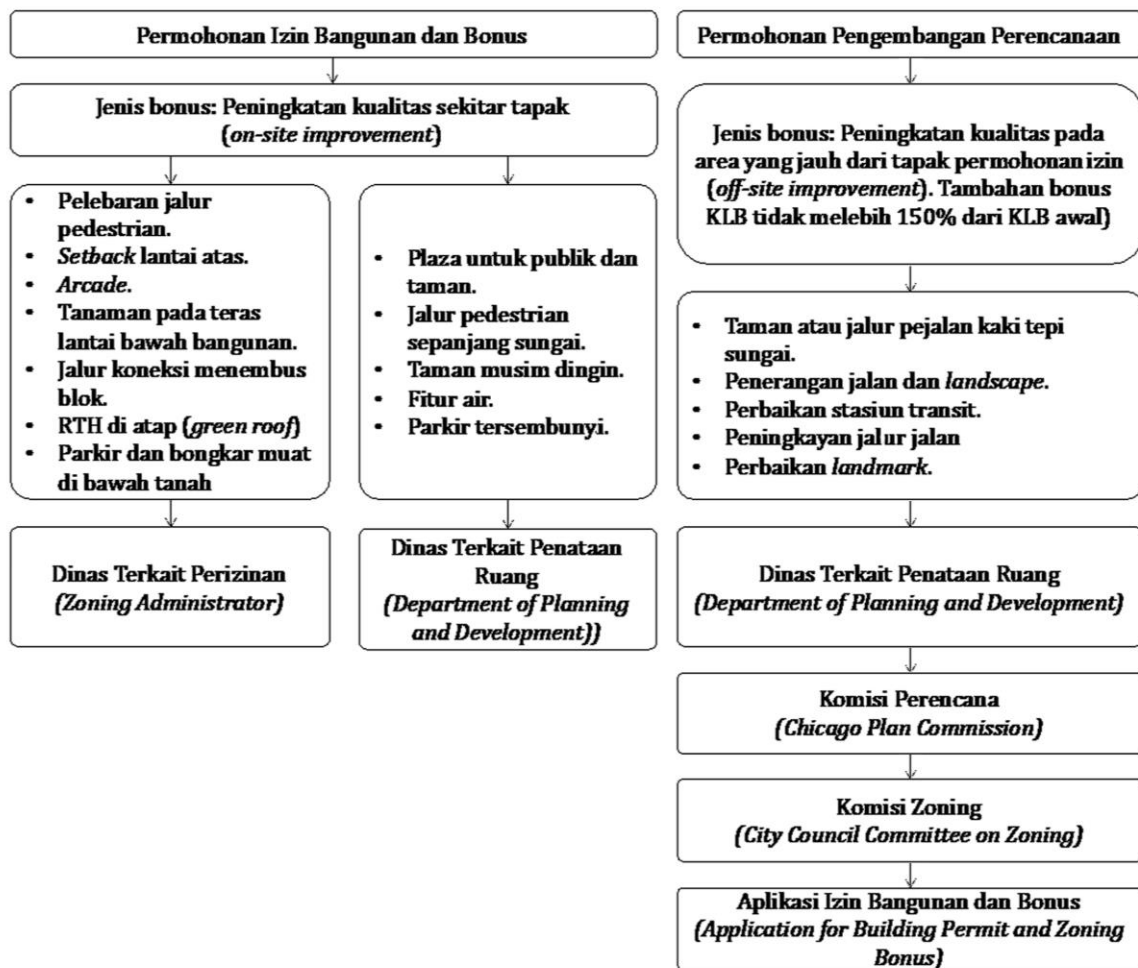 Permohonan Izin Bangunan dan Bonus
Jenis bonus: Peningkatan kualitas sekitar tapak
(on-site improvement)
• Pelebaran jalur
pedestrian.
• Setback lantai atas.
• Arcade.
• Tanaman pada teras
lantai bawah bangunan.
• Jalur koneksi menembus
blok.
• RTH di atap (green roof)
• Parkir dan bongkar muat
di bawah tanah
Dinas Terkait Perizinan
(Zoning Administrator)
• Plaza untuk publik dan
taman.
• Jalur pedestrian
sepanjang sungai.
• Taman musim dingin.
• Fitur air.
• Parkir tersembunyi.
Dinas Terkait Penataan
Ruang
(Department of Planning
and Development))
Permohonan Pengembangan Perencanaan
Jenis bonus: Peningkatan kualitas pada
area yang jauh dari tapak permohonan izin
(off-site improvement). Tambahan bonus
KLB tidak melebih 150% dari KLB awal)
• Taman atau jalur pejalan kaki tepi
sungai.
• Penerangan jalan dan landscape.
• Perbaikan stasiun transit.
• Peningkayan jalur jalan
• Perbaikan landmark.
Dinas Terkait Penataan Ruang
(Department of Planning and Development)
Komisi Perencana
(Chicago Plan Commission)
Komisi Zoning
(City Council Committee on Zoning)
Aplikasi Izin Bangunan dan Bonus
(Application for Building Permit and Zoning
Bonus)